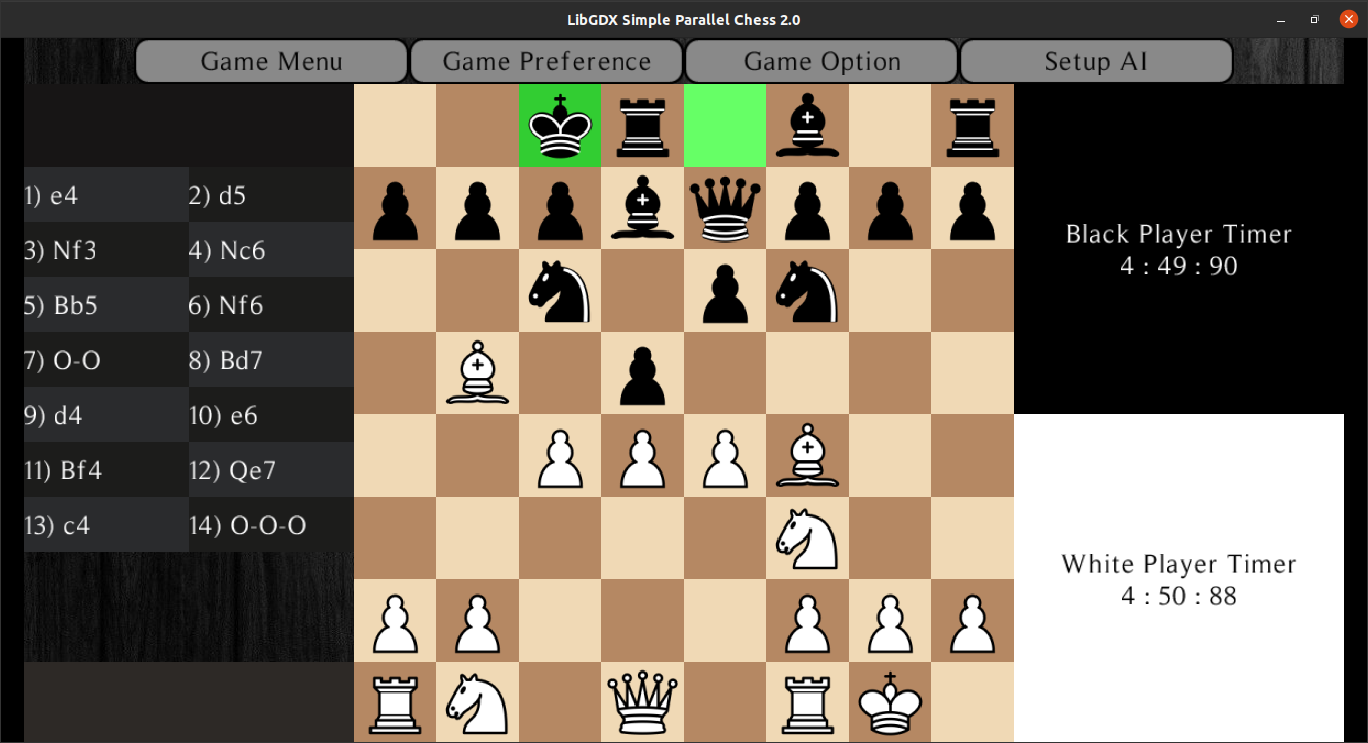 LibGDX Simple Parallel Chess 2.0
Game Menu Game Preference Game Option Setup AI
1) e4 2) d5
3) Nf3 4) Nc6
5) Bb5 6) Nf6
7) O-O 8) Bd7
9) d4 10) e6
11) Bf4 12) Qe7
13) c4 14) O-O-O
Black Player Timer
4 : 49 : 90
White Player Timer
4 : 50 : 88